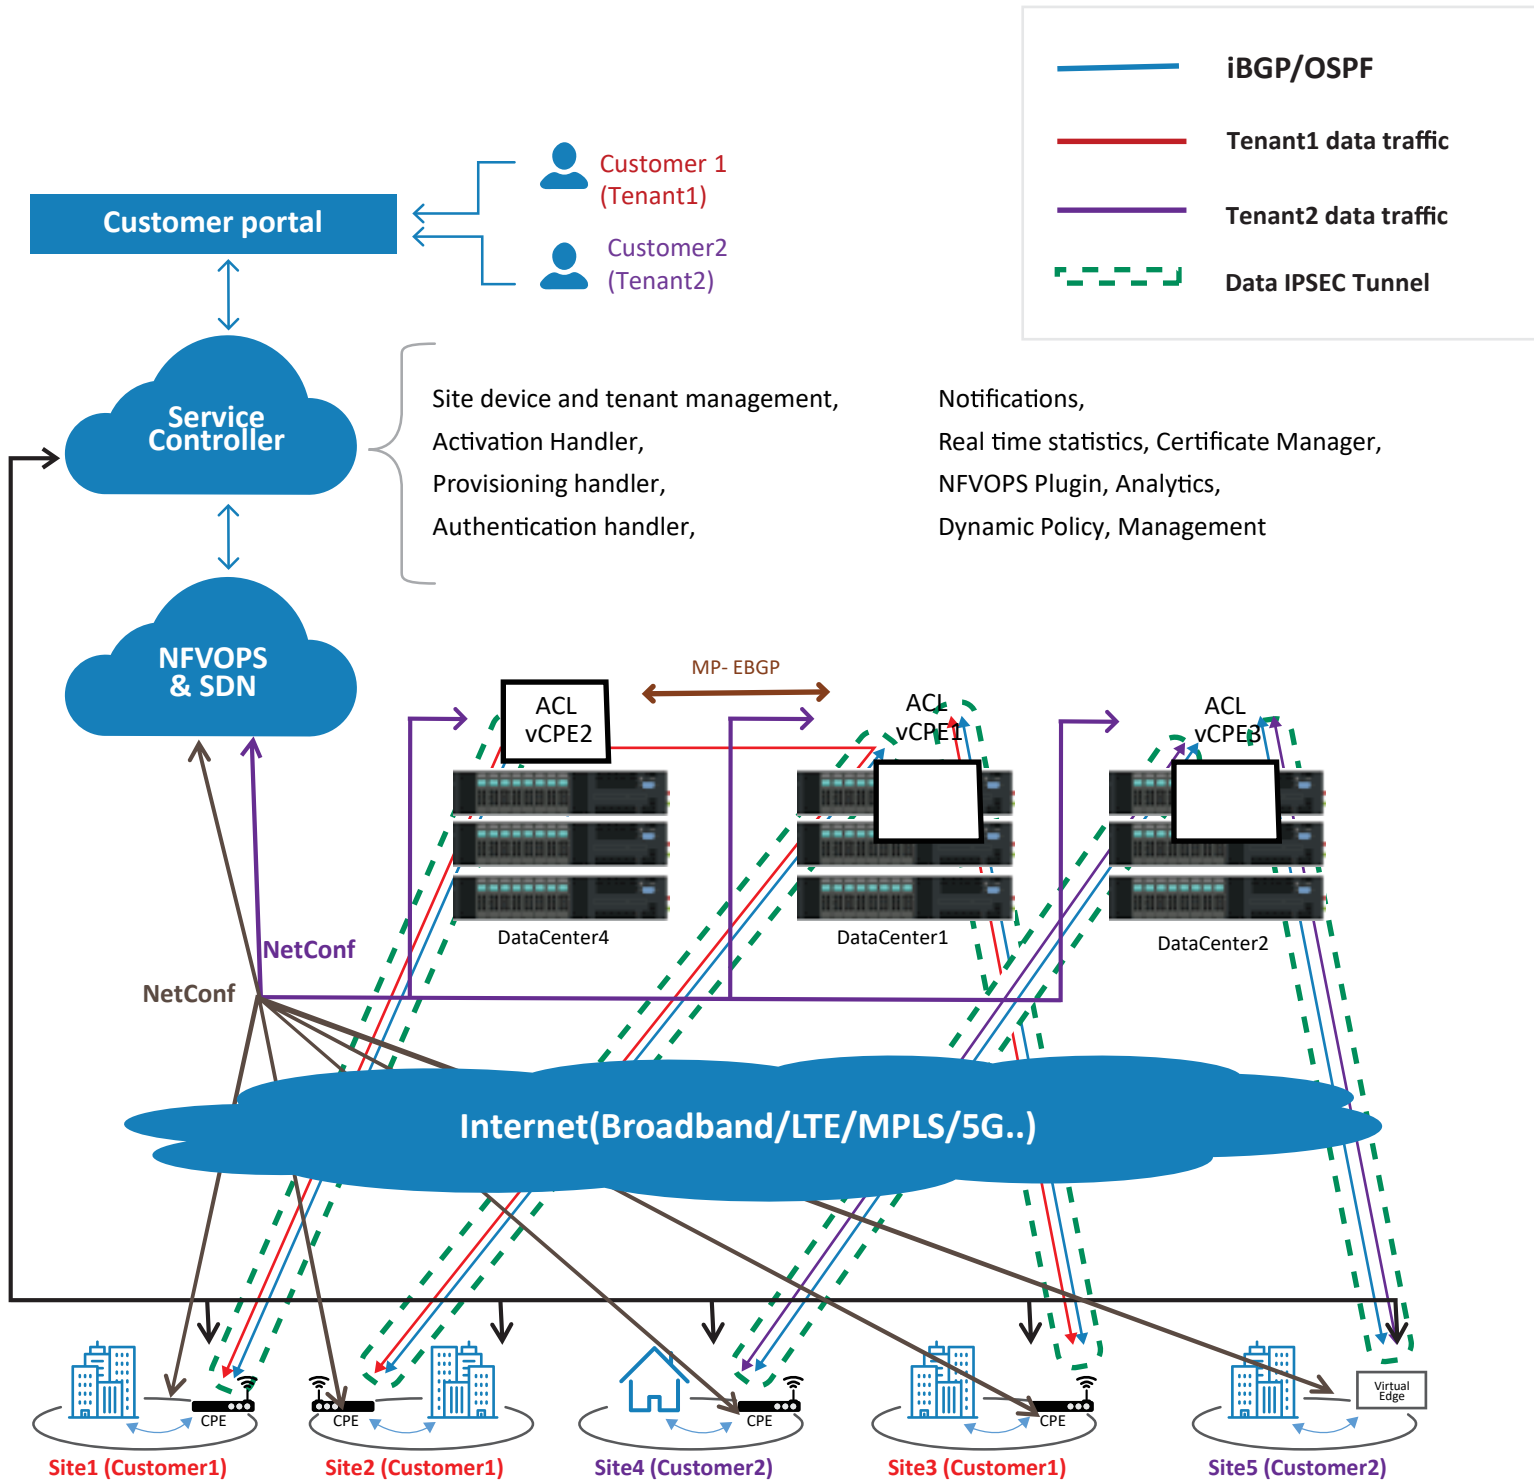 iBGP/OSPF
Tenant1 data traffic
Tenant2 data traffic
Data IPSEC Tunnel
Customer 1
(Tenant1)
Customer portal
Customer2
(Tenant2)
Service
Controller
Site device and tenant management,
Activation Handler,
Provisioning handler,
Authentication handler,
Notifications,
Real time statistics, Certificate Manager,
NFVOPS Plugin, Analytics,
Dynamic Policy, Management
NFVOPS
& SDN
MP- EBGP
ACL
vCPE2
ACL
vCPE1
ACL
vCPE3
DataCenter4
DataCenter1
DataCenter2
NetConf
NetConf
Internet(Broadband/LTE/MPLS/5G..)
CPE
CPE
CPE
CPE
Virtual
Edge
Site1 (Customer1)
Site2 (Customer1)
Site4 (Customer2)
Site3 (Customer1)
Site5 (Customer2)